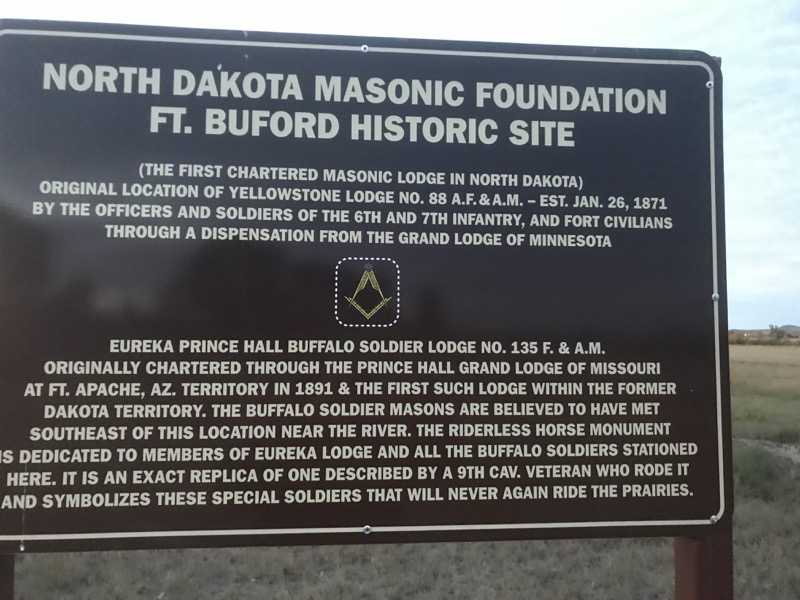 NORTH DAKOTA MASONIC FOUNDATION
FT. BUFORD HISTORIC SITE
(THE FIRST CHARTERED MASONIC LODGE IN NORTH DAKOTA)
ORIGINAL LOCATION OF YELLOWSTONE LODGE NO. 88 A.F. & A.M. – EST. JAN. 26, 1871
BY THE OFFICERS AND SOLDIERS OF THE 6TH AND 7TH INFANTRY, AND FORT CIVILIANS
THROUGH A DISPENSATION FROM THE GRAND LODGE OF MINNESOTA
EUREKA PRINCE HALL BUFFALO SOLDIER LODGE NO. 135 F. & A.M.
ORIGINALLY CHARTERED THROUGH THE PRINCE HALL GRAND LODGE OF MISSOURI
AT FT. APACHE, AZ. TERRITORY IN 1891 & THE FIRST SUCH LODGE WITHIN THE FORMER
DAKOTA TERRITORY. THE BUFFALO SOLDIER MASONS ARE BELIEVED TO HAVE MET
SOUTHEAST OF THIS LOCATION NEAR THE RIVER. THE RIDERLESS HORSE MONUMENT
IS DEDICATED TO MEMBERS OF EUREKA LODGE AND ALL THE BUFFALO SOLDIERS STATIONED
HERE. IT IS AN EXACT REPLICA OF ONE DESCRIBED BY A 9TH CAV. VETERAN WHO RODE IT
AND SYMBOLIZES THESE SPECIAL SOLDIERS THAT WILL NEVER AGAIN RIDE THE PRAIRIES.